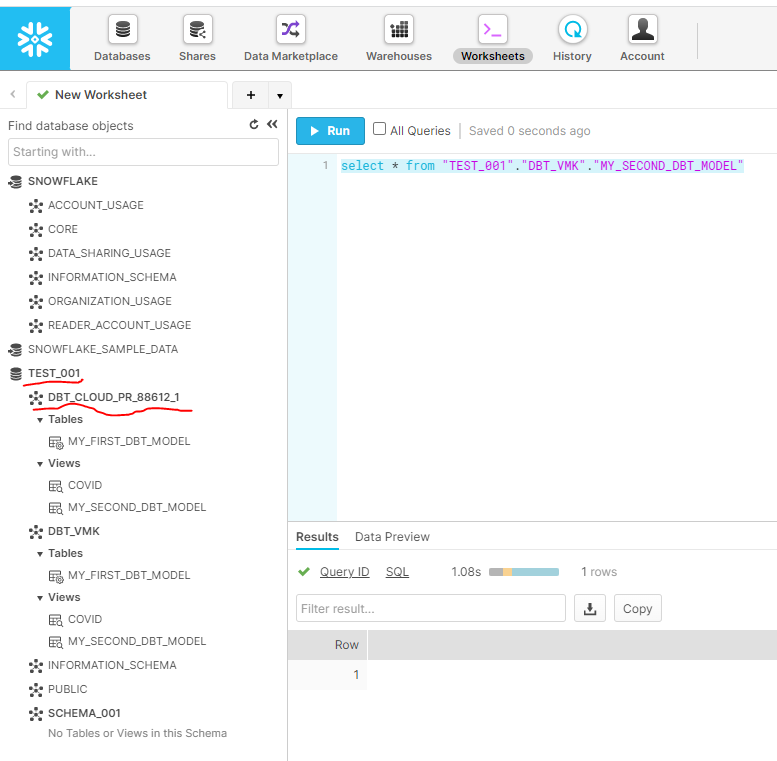 Databases
Shares
Data Marketplace
Warehouses
Worksheets
History
Account
New Worksheet
Find database objects
Starting with...
SNOWFLAKE
ACCOUNT_USAGE
CORE
DATA_SHARING_USAGE
INFORMATION_SCHEMA
ORGANIZATION_USAGE
READER_ACCOUNT_USAGE
SNOWFLAKE_SAMPLE_DATA
TEST_001
DBT_CLOUD_PR_88612_1
Tables
MY_FIRST_DBT_MODEL
Views
COVID
MY_SECOND_DBT_MODEL
DBT_VMK
Tables
MY_FIRST_DBT_MODEL
Views
COVID
MY_SECOND_DBT_MODEL
INFORMATION_SCHEMA
PUBLIC
SCHEMA_001
No Tables or Views in this Schema
Run All Queries Saved 0 seconds ago
1 select * from "TEST_001"."DBT_VMK"."MY_SECOND_DBT_MODEL"
Results Data Preview
Query ID SQL 1.08s 1 rows
Filter result... Copy
Row
1